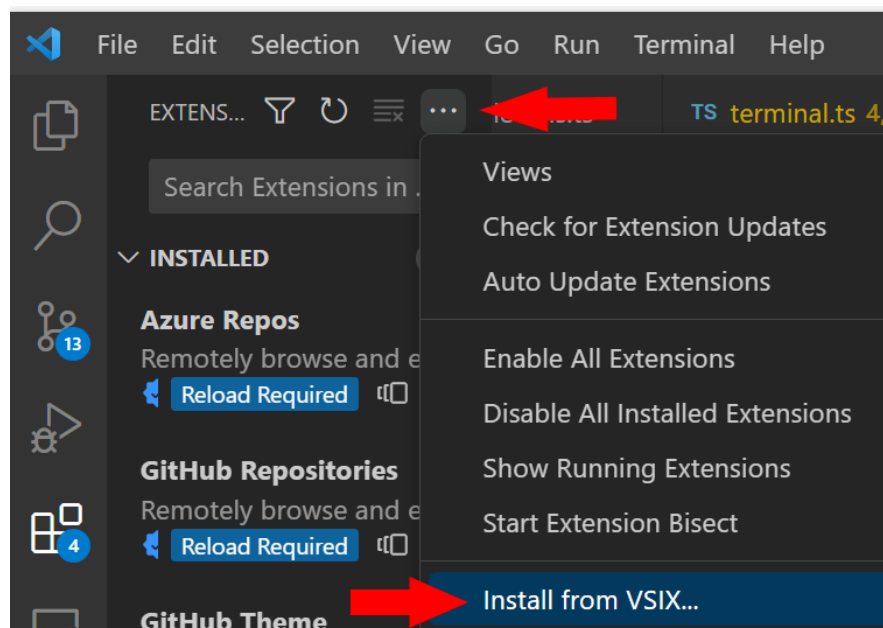 File Edit Selection View Go Run Terminal Help
EXTENS... ...
TS terminal.ts 4,
Search Extensions in .
INSTALLED
Views
Check for Extension Updates
Auto Update Extensions
Enable All Extensions
Disable All Installed Extensions
Show Running Extensions
Start Extension Bisect
Install from VSIX...
Azure Repos
Remotely browse and e
Reload Required
GitHub Repositories
Remotely browse and e
Reload Required
GitHub Theme
13
4